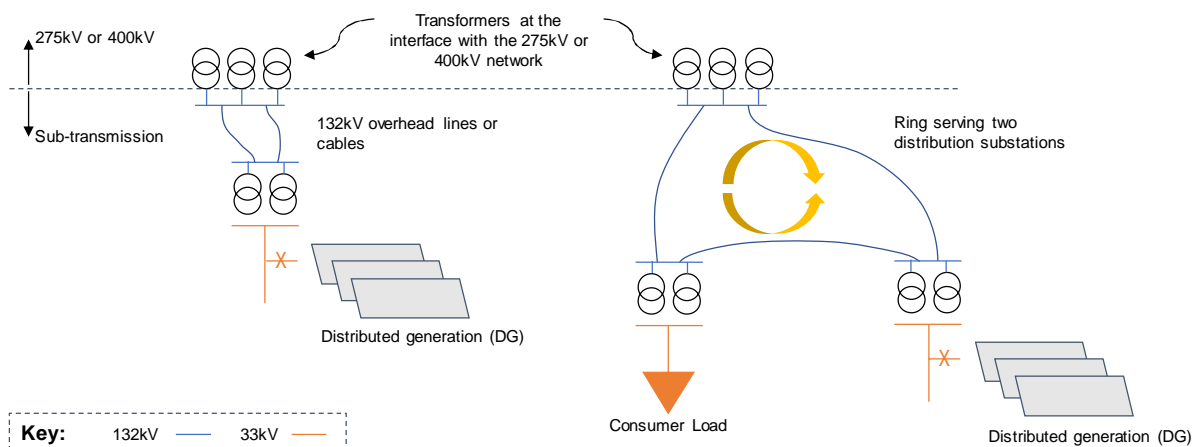 275kV or 400kV
Transformers at the
interface with the 275kV or
400kV network
Sub-transmission
132kV overhead lines or
cables
Ring serving two
distribution substations
Distributed generation (DG)
Consumer Load
Distributed generation (DG)
Key: 132kV 33kV